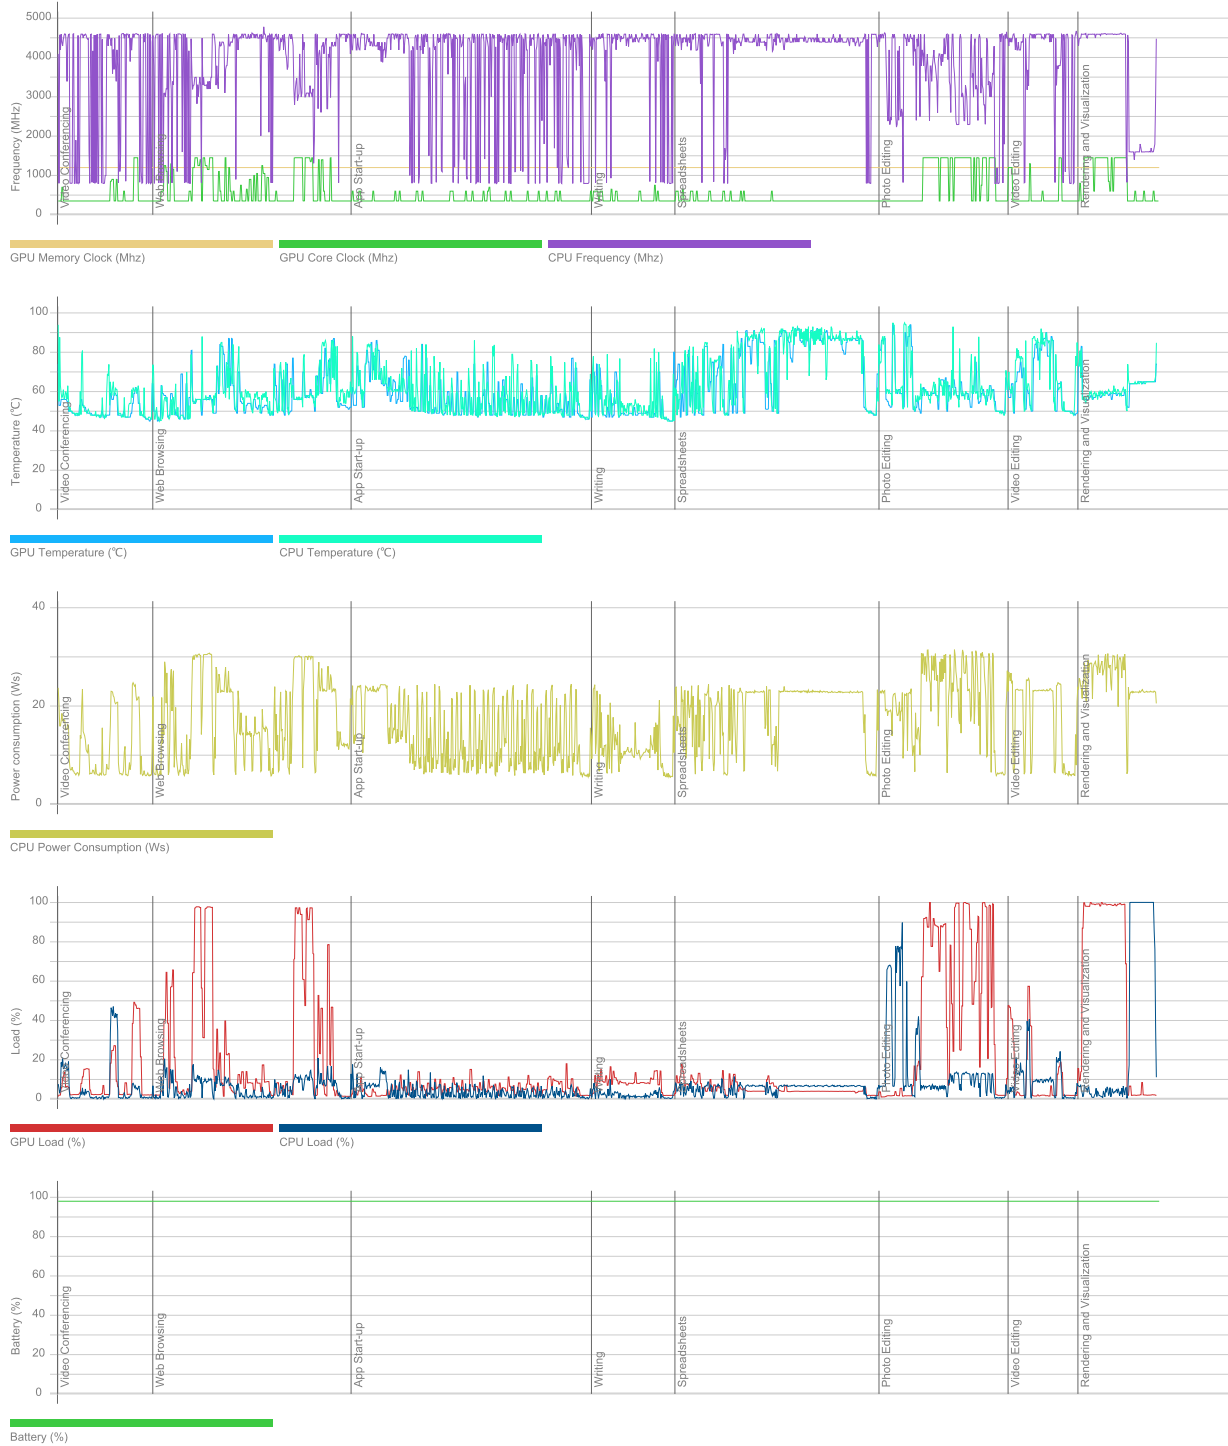 5000
4000
3000
2000
1000
0
Frequency (MHz)
Video Conferencing
Web Browsing
App Start-up
Writing
Spreadsheets
Photo Editing
Video Editing
Rendering and Visualization
GPU Memory Clock (Mhz)
GPU Core Clock (Mhz)
CPU Frequency (Mhz)
100
80
60
40
20
0
Temperature (℃)
Video Conferencing
Web Browsing
App Start-up
Writing
Spreadsheets
Photo Editing
Video Editing
Rendering and Visualization
GPU Temperature (℃)
CPU Temperature (℃)
40
20
0
Power consumption (Ws)
Video Conferencing
Web Browsing
App Start-up
Writing
Spreadsheets
Photo Editing
Video Editing
Rendering and Visualization
CPU Power Consumption (Ws)
100
80
60
40
20
0
Load (%)
Video Conferencing
Web Browsing
App Start-up
Writing
Spreadsheets
Photo Editing
Video Editing
Rendering and Visualization
GPU Load (%)
CPU Load (%)
100
80
60
40
20
0
Battery (%)
Video Conferencing
Web Browsing
App Start-up
Writing
Spreadsheets
Photo Editing
Video Editing
Rendering and Visualization
Battery (%)